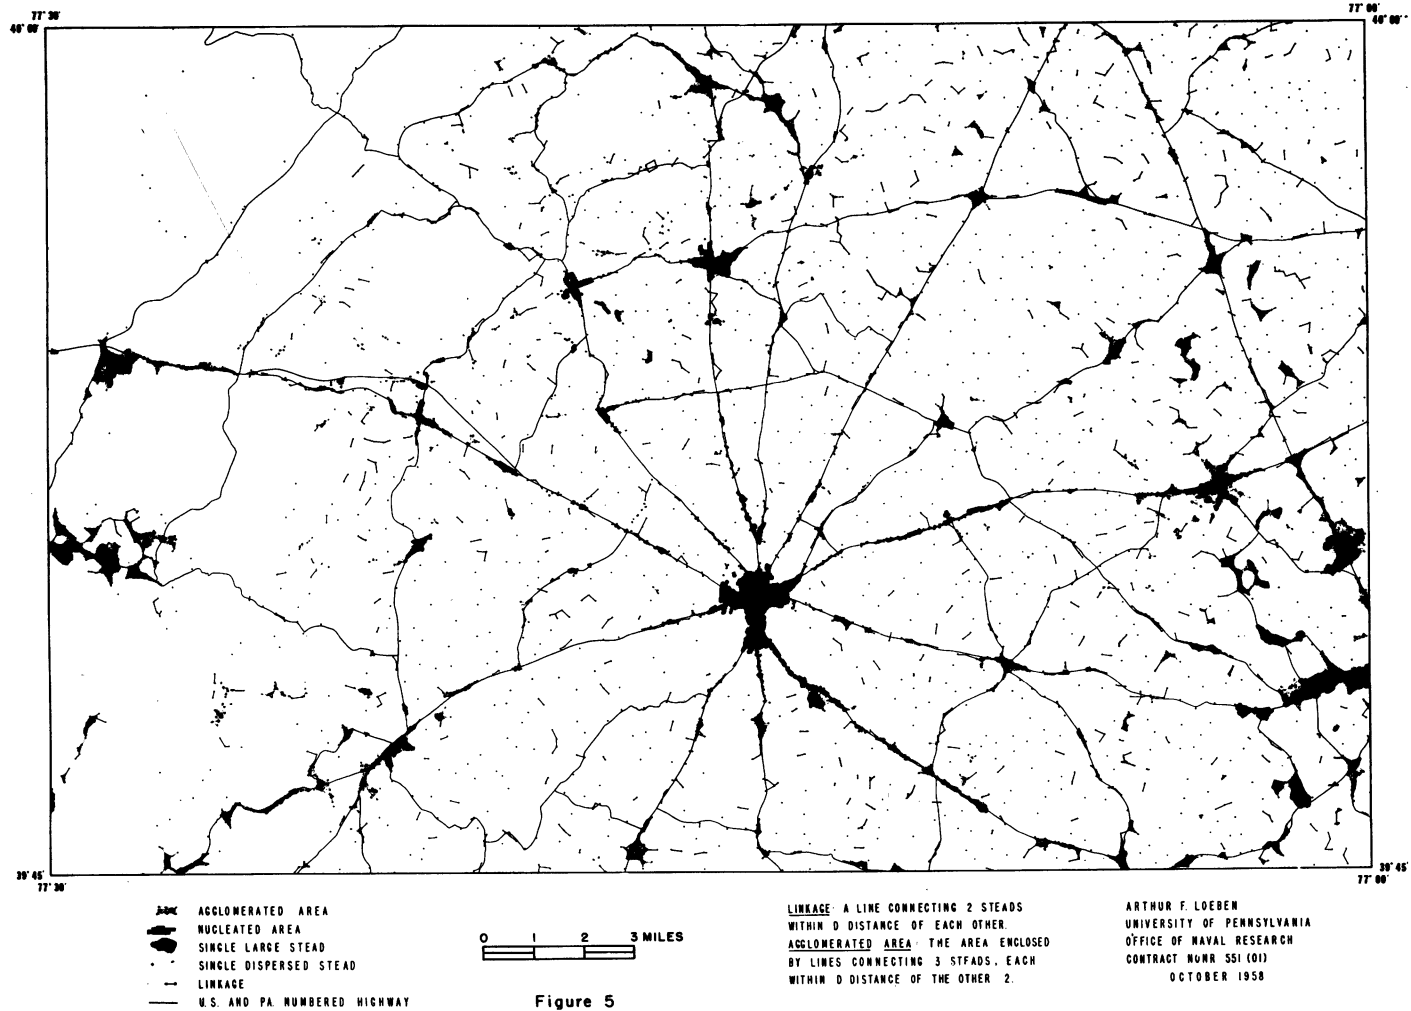 77° 30'
77° 00'
40° 00'
40° 00'
39° 45'
39° 45'
77° 30'
77° 00'
AGGLOMERATED AREA
NUCLEATED AREA
SINGLE LARGE STEAD
SINGLE DISPERSED STEAD
LINKAGE
U.S. AND PA. NUMBERED HIGHWAY
0 1 2 3 MILES
Figure 5
LINKAGE: A LINE CONNECTING 2 STEADS
WITHIN D DISTANCE OF EACH OTHER.
AGGLOMERATED AREA: THE AREA ENCLOSED
BY LINES CONNECTING 3 STEADS, EACH
WITHIN D DISTANCE OF THE OTHER 2.
ARTHUR F. LOEBEN
UNIVERSITY OF PENNSYLVANIA
OFFICE OF NAVAL RESEARCH
CONTRACT NONR 551 (01)
OCTOBER 1958